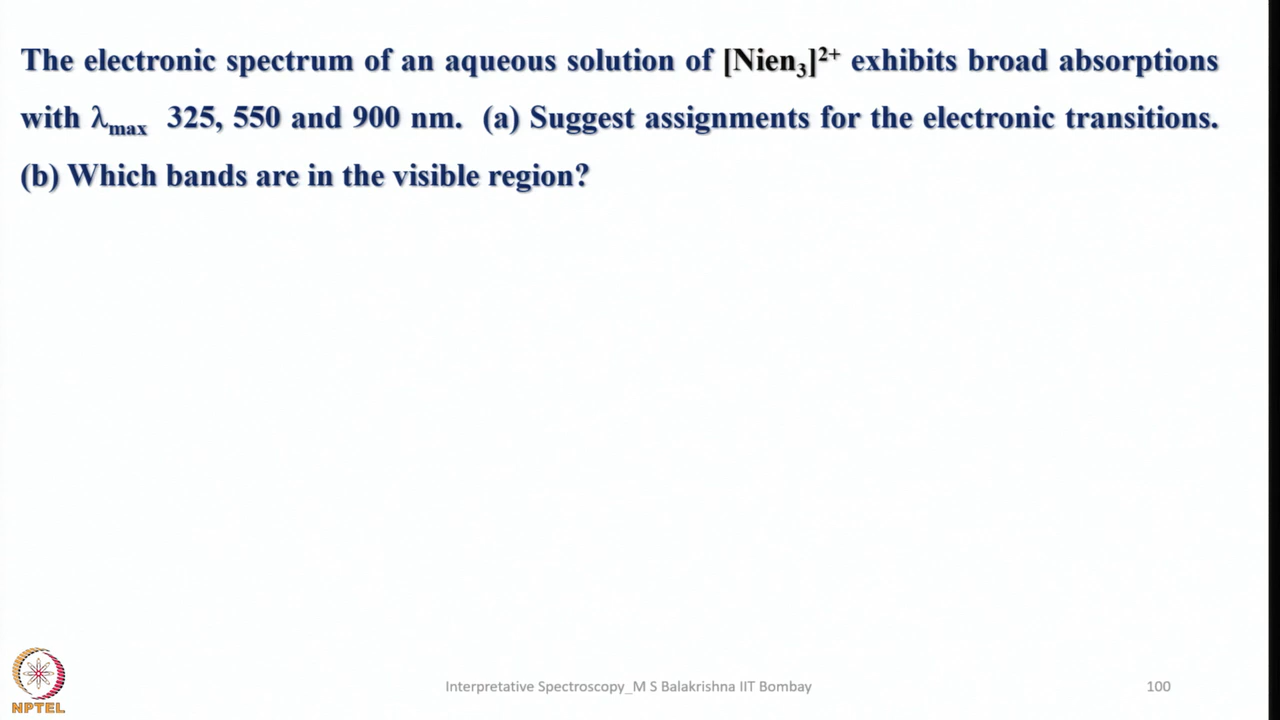 The electronic spectrum of an aqueous solution of [Nien₃]²⁺ exhibits broad absorptions
with λmax 325, 550 and 900 nm. (a) Suggest assignments for the electronic transitions.
(b) Which bands are in the visible region?
NPTEL
Interpretative Spectroscopy_M S Balakrishna IIT Bombay
100